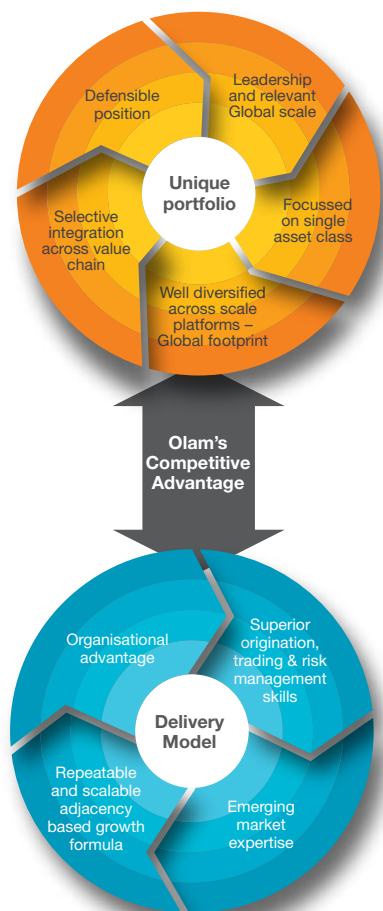 Defensible
position
Leadership
and relevant
Global scale
Unique
portfolio
Selective
integration
across value
chain
Focussed
on single
asset class
Well diversified
across scale
platforms –
Global footprint
Olam's
Competitive
Advantage
Organisational
advantage
Superior
origination,
trading & risk
management
skills
Delivery
Model
Repeatable
and scalable
adjacency
based growth
formula
Emerging
market
expertise